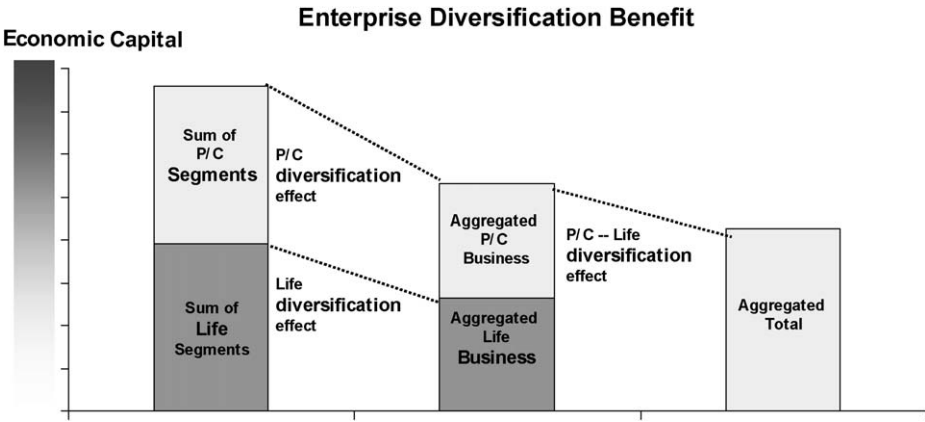 Enterprise Diversification Benefit
Economic Capital
Sum of
P/C
Segments
P/C
diversification
effect
Sum of
Life
Segments
Life
diversification
effect
Aggregated
P/C
Business
Aggregated
Life
Business
P/C -- Life
diversification
effect
Aggregated
Total